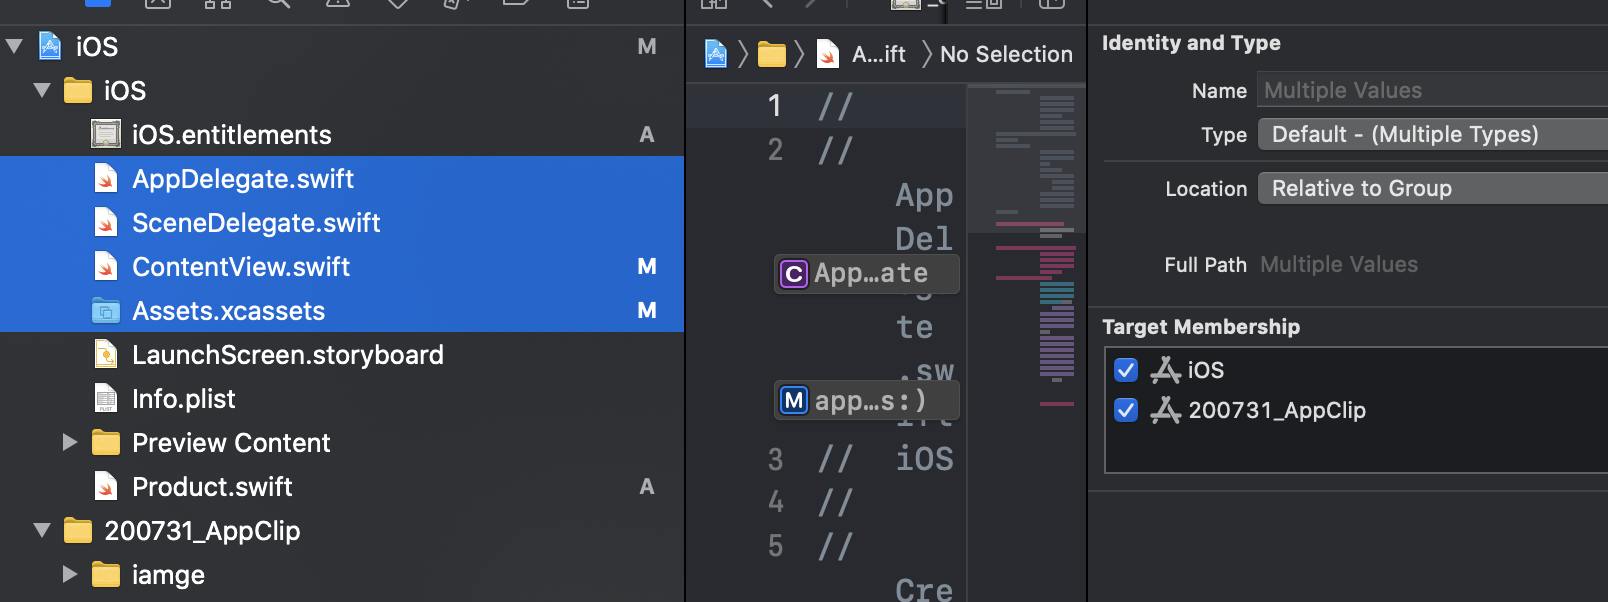 iOS M
iOS
iOS.entitlements A
AppDelegate.swift
SceneDelegate.swift
ContentView.swift M
Assets.xcassets M
LaunchScreen.storyboard
Info.plist
Preview Content
Product.swift A
200731_AppClip
iamge
A...ift No Selection
1 //
2 //
App
Del
C App...ate
te
.sw
M app...s:)
3 // iOS
4 //
5 //
Cre
Identity and Type
Name Multiple Values
Type Default - (Multiple Types)
Location Relative to Group
Full Path Multiple Values
Target Membership
iOS
200731_AppClip